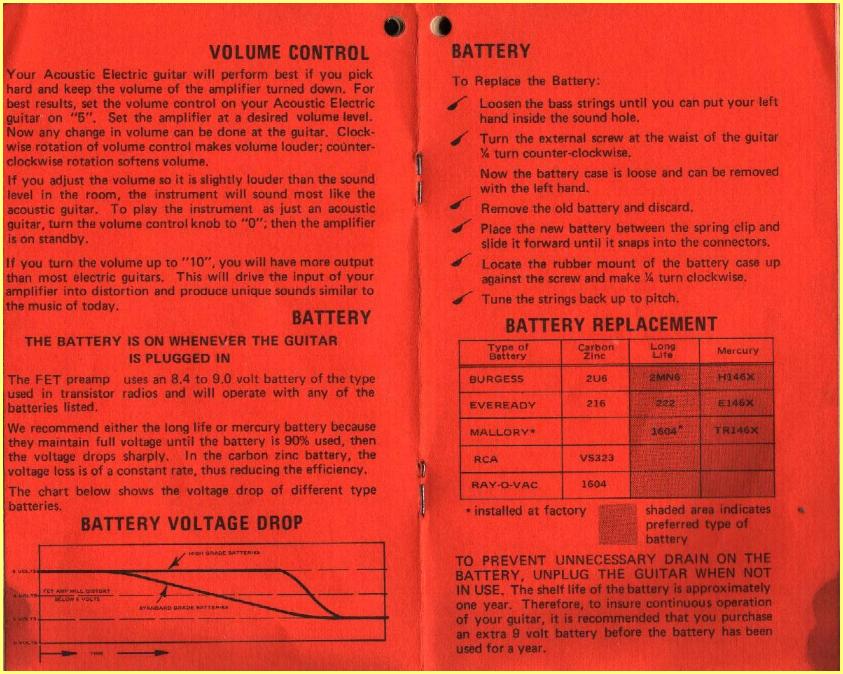 VOLUME CONTROL
Your Acoustic Electric guitar will perform best if you pick
hard and keep the volume of the amplifier turned down. For
best results, set the volume control on your Acoustic Electric
guitar on "5". Set the amplifier at a desired volume level.
Now any change in volume can be done at the guitar. Clock-
wise rotation of volume control makes volume louder; counter-
clockwise rotation softens volume.
If you adjust the volume so it is slightly louder than the sound
level in the room, the instrument will sound most like the
acoustic guitar. To play the instrument as just an acoustic
guitar, turn the volume control knob to "0"; then the amplifier
is on standby.
If you turn the volume up to "10", you will have more output
than most electric guitars. This will drive the input of your
amplifier into distortion and produce unique sounds similar to
the music of today.
BATTERY
THE BATTERY IS ON WHENEVER THE GUITAR
IS PLUGGED IN
The FET preamp uses an 8.4 to 9.0 volt battery of the type
used in transistor radios and will operate with any of the
batteries listed.
We recommend either the long life or mercury battery because
they maintain full voltage until the battery is 90% used, then
the voltage drops sharply. In the carbon zinc battery, the
voltage loss is of a constant rate, thus reducing the efficiency.
The chart below shows the voltage drop of different type
batteries.
BATTERY VOLTAGE DROP
HIGH GRADE BATTERIES
VOLTS
FET AMP WILL DISTORT
BELOW 6 VOLTS
STANDARD GRADE BATTERIES
VOLTS
VOLTS
TIME
BATTERY
To Replace the Battery:
Loosen the bass strings until you can put your left
hand inside the sound hole.
Turn the external screw at the waist of the guitar
¼ turn counter-clockwise.
Now the battery case is loose and can be removed
with the left hand.
Remove the old battery and discard.
Place the new battery between the spring clip and
slide it forward until it snaps into the connectors.
Locate the rubber mount of the battery case up
against the screw and make ¼ turn clockwise.
Tune the strings back up to pitch.
BATTERY REPLACEMENT
Type of Battery Carbon Zinc Long Life Mercury
BURGESS 2U6 2MN6 H146X
EVEREADY 216 222 E146X
MALLORY* 1604* TR146X
RCA VS323
RAY-O-VAC 1604
* installed at factory
shaded area indicates
preferred type of
battery
TO PREVENT UNNECESSARY DRAIN ON THE
BATTERY, UNPLUG THE GUITAR WHEN NOT
IN USE. The shelf life of the battery is approximately
one year. Therefore, to insure continuous operation
of your guitar, it is recommended that you purchase
an extra 9 volt battery before the battery has been
used for a year.